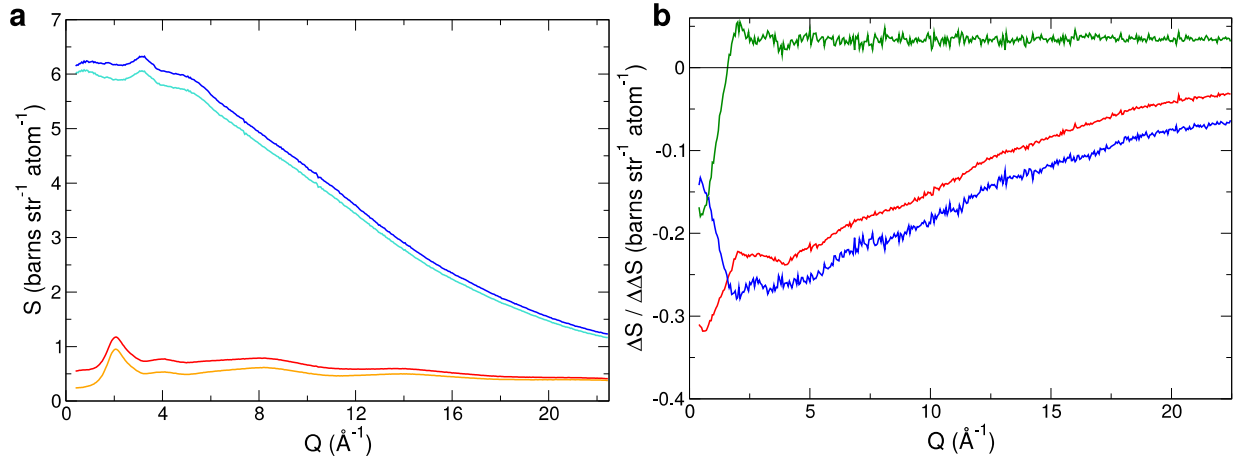 a
7
6
5
4
3
2
1
0
S (barns str⁻¹ atom⁻¹)
0 4 8 12 16 20
Q (Å⁻¹)
b
0
-0.1
-0.2
-0.3
-0.4
ΔS / ΔΔS (barns str⁻¹ atom⁻¹)
0 5 10 15 20
Q (Å⁻¹)